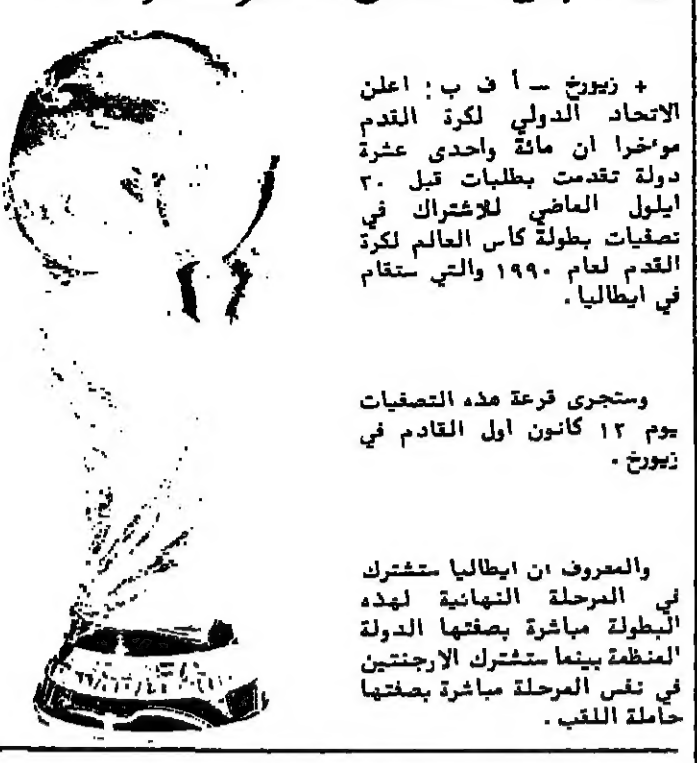 + زيورخ ــ أ ف ب : اعلن
الاتحاد الدولي لكرة القدم
موءخرا ان مائة واحدى عشرة
دولة تقدمت بطلبات قبل ٣٠
ايلول الماضي للاشتراك في
تصفيات بطولة كاس العالم لكرة
القدم لعام ١٩٩٠ والتي ستقام
في ايطاليا .
وستجرى قرعة هذه التصفيات
يوم ١٢ كانون اول القادم في
زيورخ .
والمعروف ان ايطاليا ستشترك
في المرحلة النهائية لهذه
البطولة مباشرة بصفتها الدولة
المنظمة بينما ستشترك الارجنتين
في نفس المرحلة مباشرة بصفتها
حاملة اللقب .